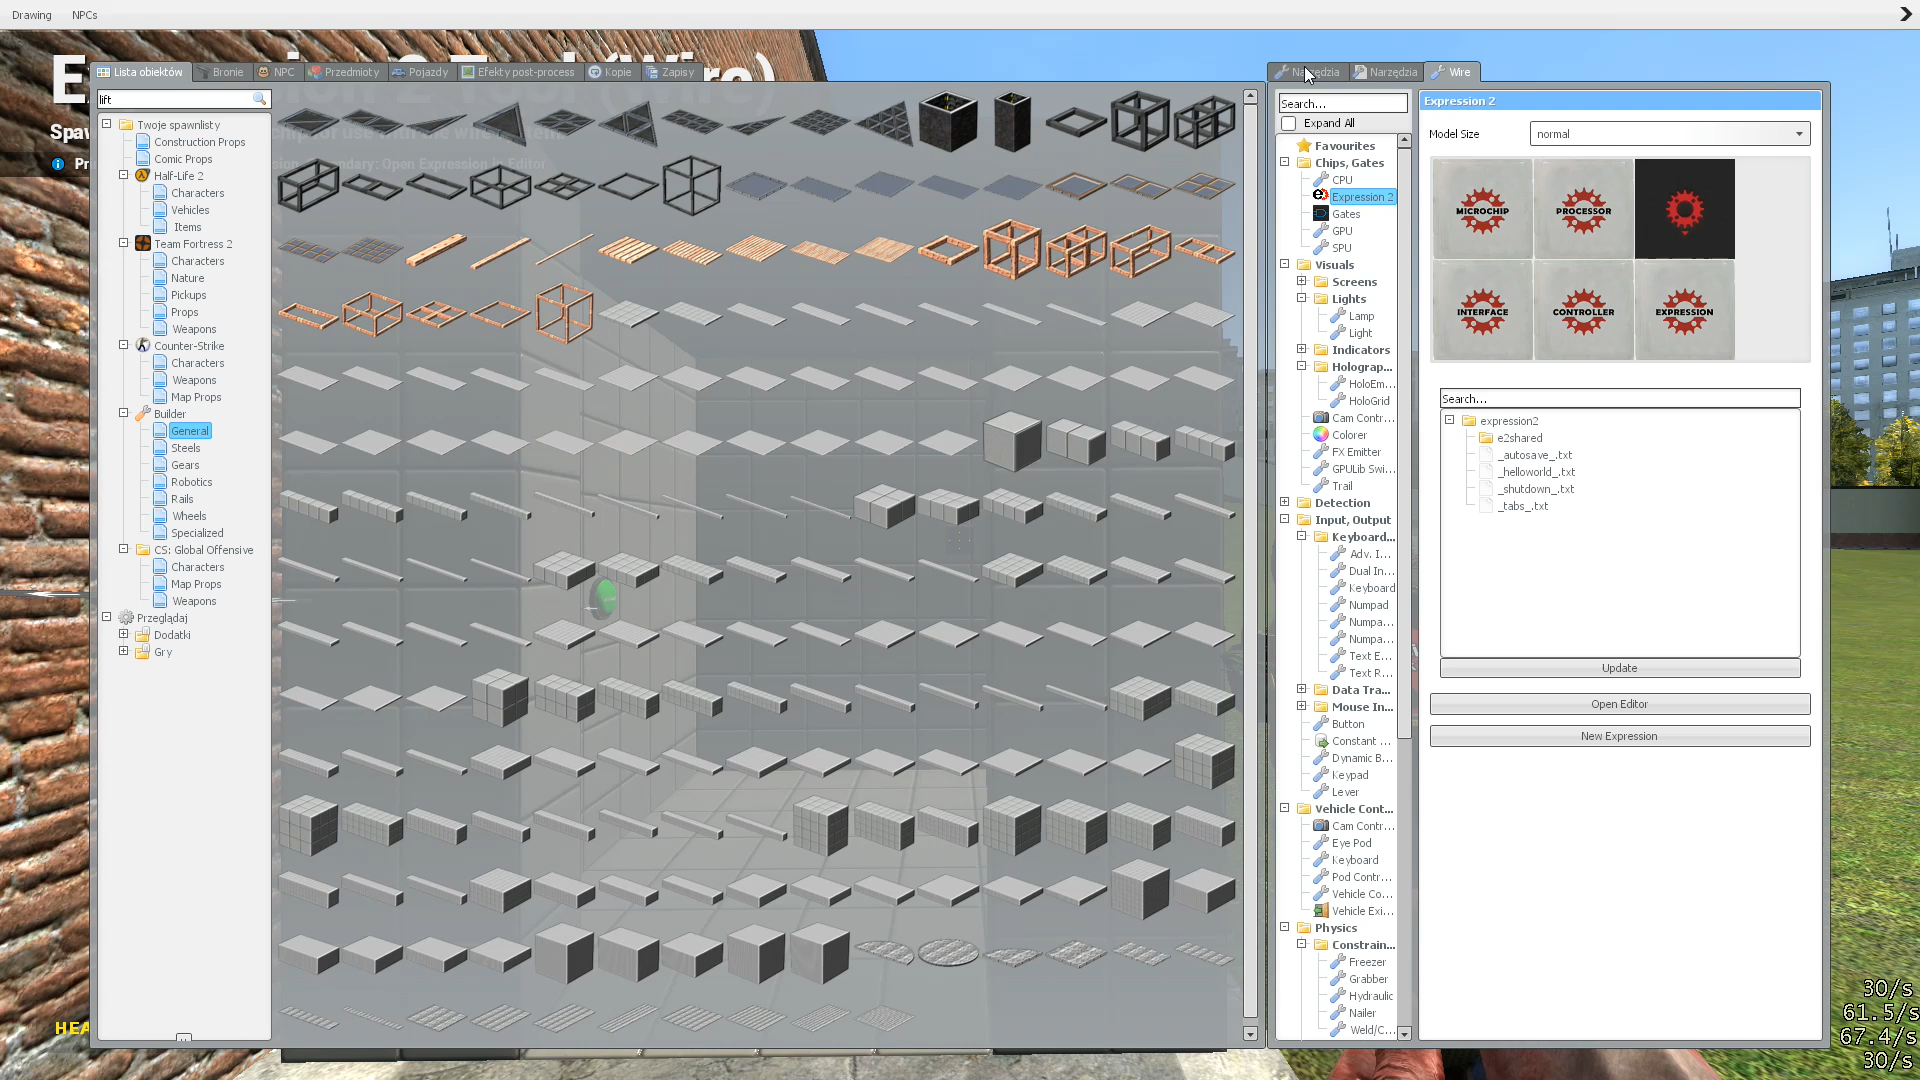 Drawing NPCs
Lista obiektów Bronie NPC Przedmioty Pojazdy Efekty post-process Kopie Zapisy
lift
Twoje spawnlisty
Construction Props
Comic Props
Half-Life 2
Characters
Vehicles
Items
Team Fortress 2
Characters
Nature
Pickups
Props
Weapons
Counter-Strike
Characters
Weapons
Map Props
Builder
General
Steels
Gears
Robotics
Rails
Wheels
Specialized
CS: Global Offensive
Characters
Map Props
Weapons
Przeglądaj
Dodatki
Gry
Narzędzia Narzędzia Wire
Search...
Expand All
Favourites
Chips, Gates
CPU
Expression 2
Gates
GPU
SPU
Visuals
Screens
Lights
Lamp
Light
Indicators
Holograp...
HoloEm...
HoloGrid
Cam Contr...
Colorer
FX Emitter
GPULib Swi...
Trail
Detection
Input, Output
Keyboard...
Adv. I...
Dual In...
Keyboard
Numpad
Numpa...
Numpa...
Text E...
Text R...
Data Tra...
Mouse In...
Button
Constant ...
Dynamic B...
Keypad
Lever
Vehicle Cont...
Cam Contr...
Eye Pod
Keyboard
Pod Contr...
Vehicle Co...
Vehicle Exi...
Physics
Constrain...
Freezer
Grabber
Hydraulic
Nailer
Weld/C...
Expression 2
Model Size normal
MICROCHIP PROCESSOR
INTERFACE CONTROLLER EXPRESSION
Search...
expression2
e2shared
_autosave_.txt
_helloworld_.txt
_shutdown_.txt
_tabs_.txt
Update
Open Editor
New Expression
30/s
61.5/s
67.4/s
30/s